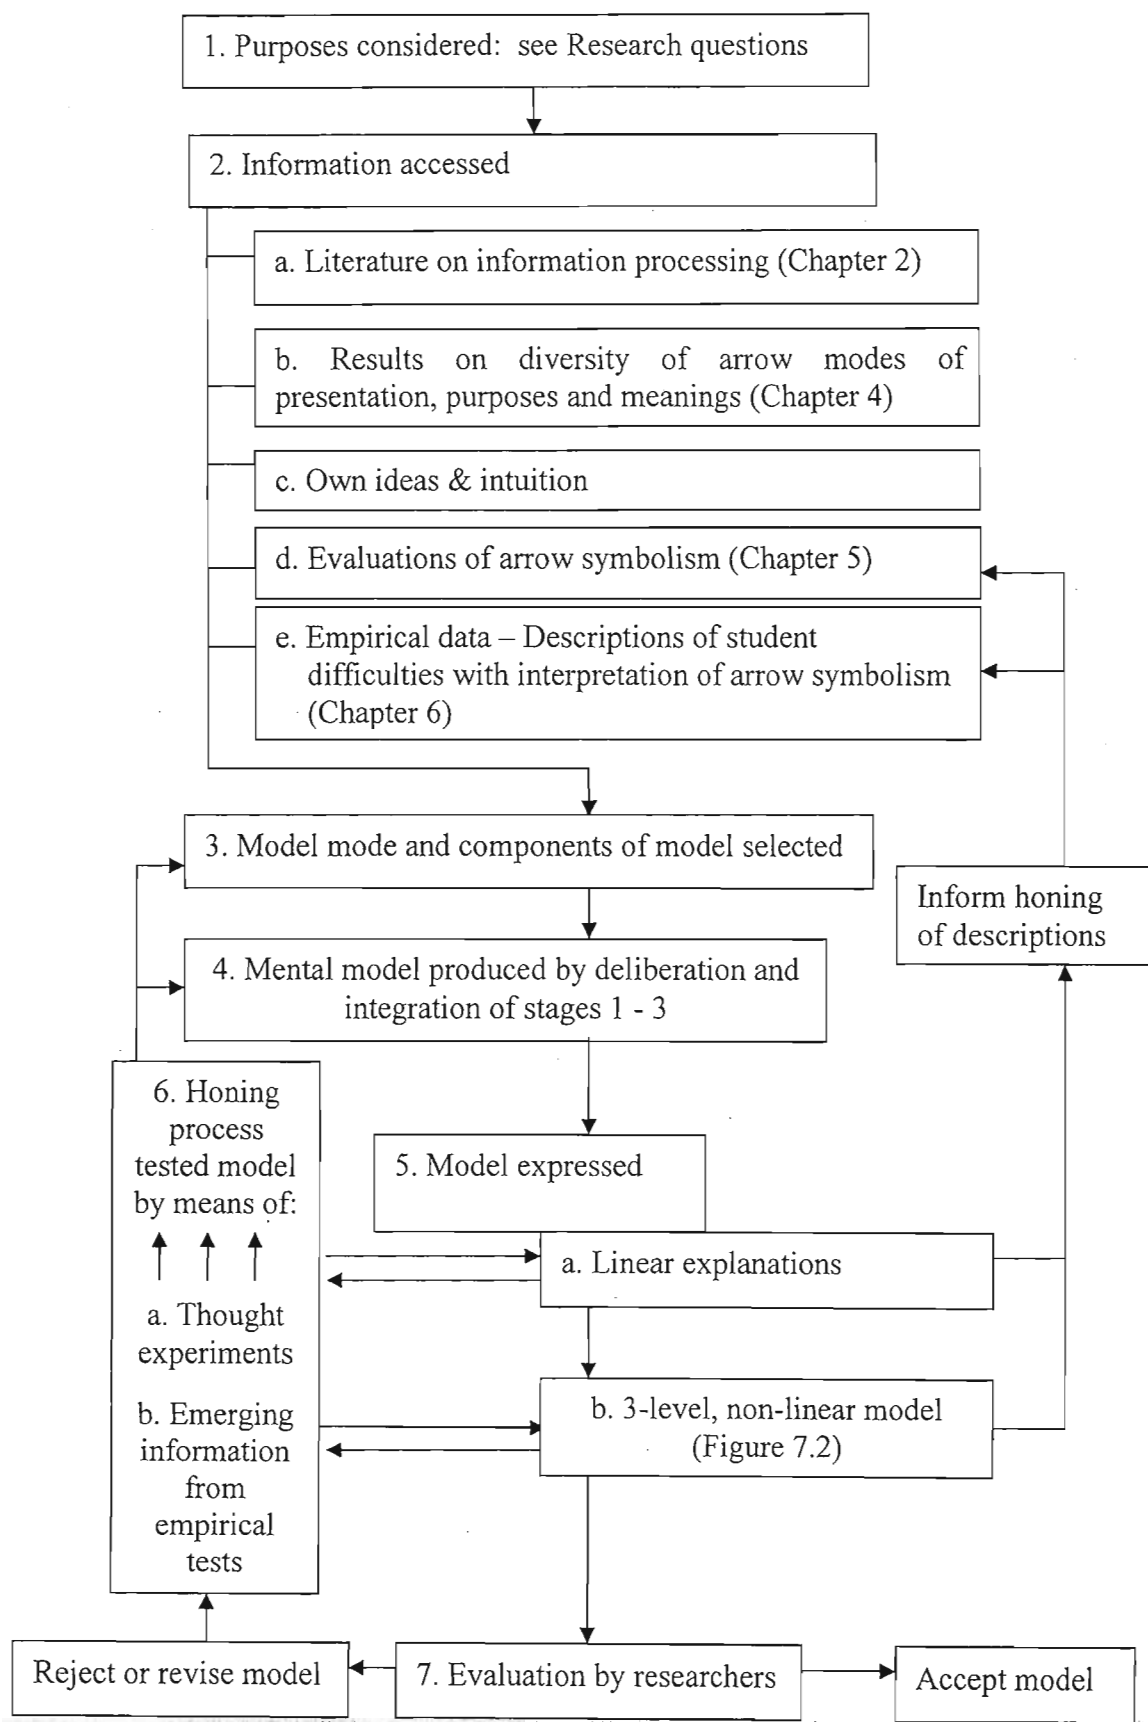 1. Purposes considered: see Research questions
2. Information accessed
a. Literature on information processing (Chapter 2)
b. Results on diversity of arrow modes of
presentation, purposes and meanings (Chapter 4)
c. Own ideas & intuition
d. Evaluations of arrow symbolism (Chapter 5)
e. Empirical data – Descriptions of student
difficulties with interpretation of arrow symbolism
(Chapter 6)
3. Model mode and components of model selected
Inform honing
of descriptions
4. Mental model produced by deliberation and
integration of stages 1 - 3
6. Honing
process
tested model
by means of:
a. Thought
experiments
b. Emerging
information
from
empirical
tests
5. Model expressed
a. Linear explanations
b. 3-level, non-linear model
(Figure 7.2)
Reject or revise model
7. Evaluation by researchers
Accept model